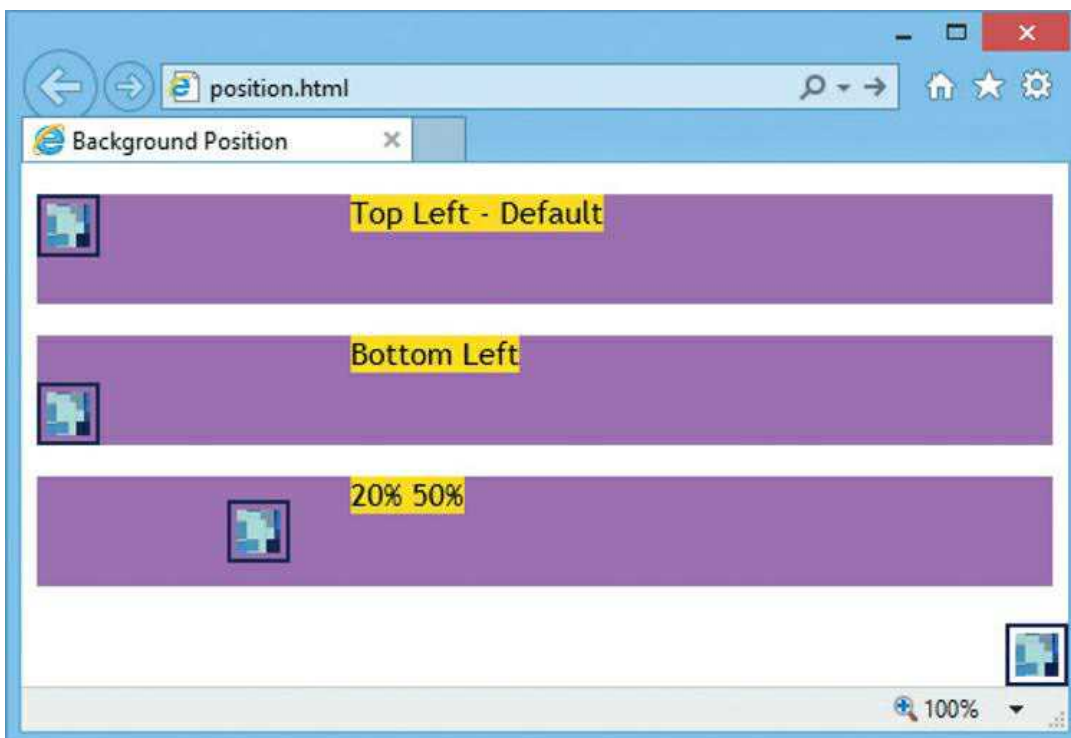 position.html
Background Position
Top Left - Default
Bottom Left
20% 50%
100%